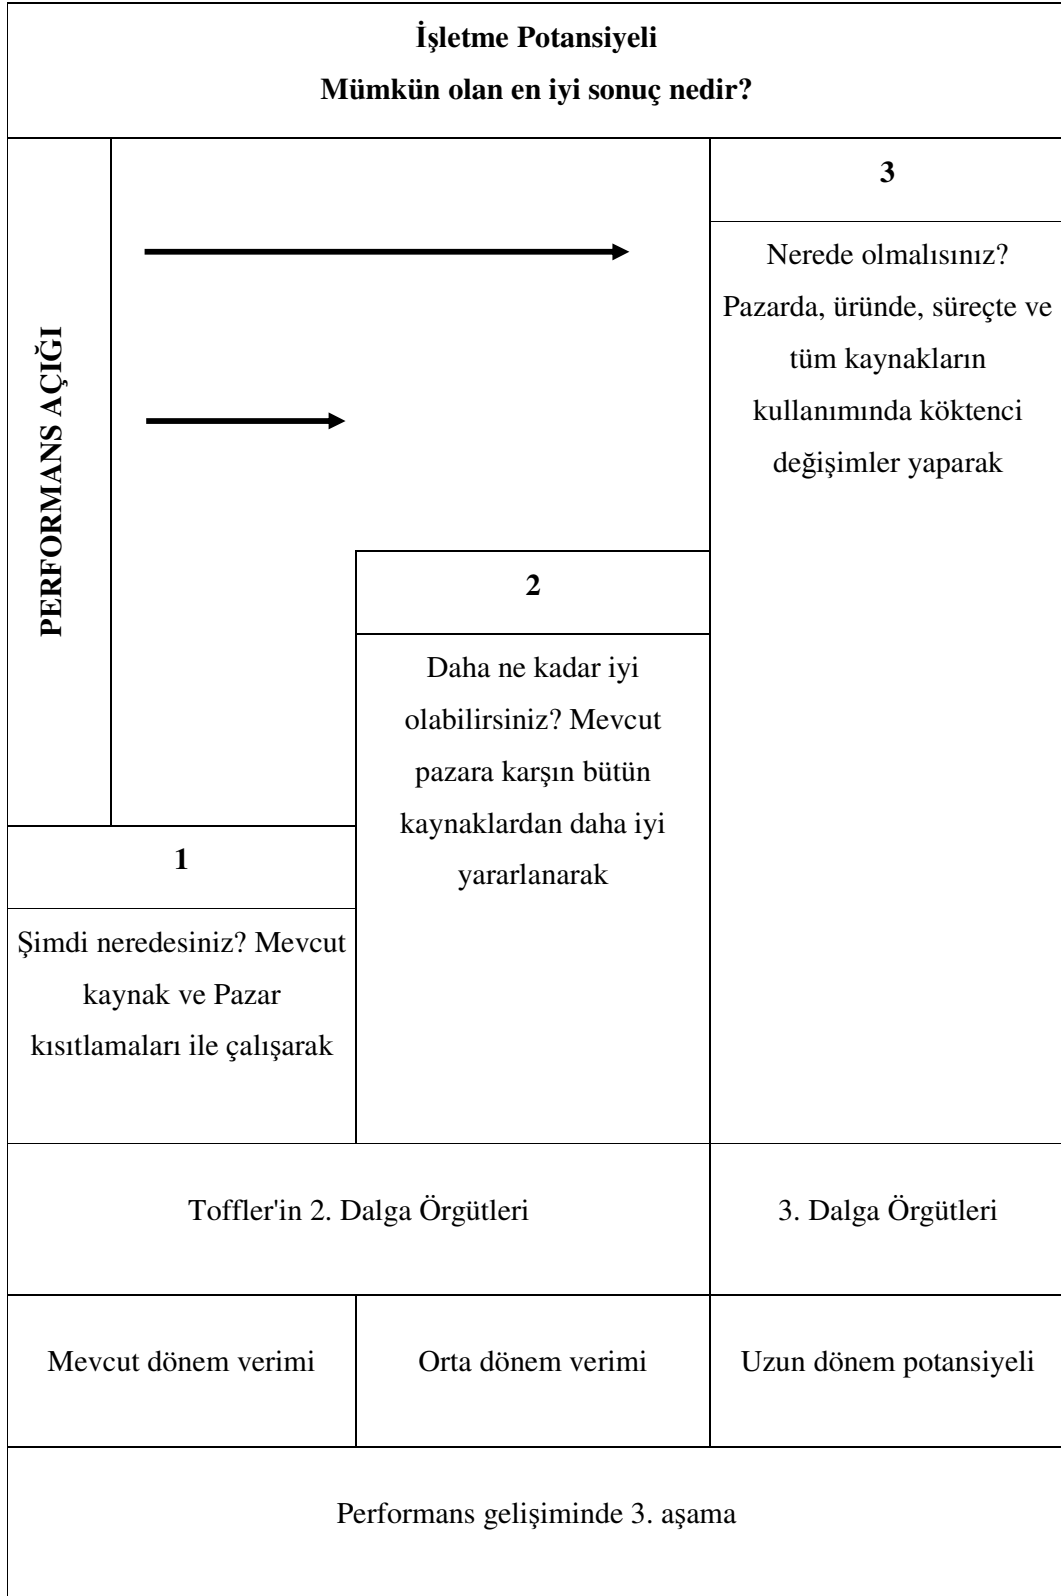 İşletme Potansiyeli
Mümkün olan en iyi sonuç nedir?
PERFORMANS AÇIĞI
3
Nerede olmalısınız?
Pazarda, üründe, süreçte ve
tüm kaynakların
kullanımında köktenci
değişimler yaparak
2
Daha ne kadar iyi
olabilirsiniz? Mevcut
pazara karşın bütün
kaynaklardan daha iyi
yararlanarak
1
Şimdi neredesiniz? Mevcut
kaynak ve Pazar
kısıtlamaları ile çalışarak
Toffler'in 2. Dalga Örgütleri
3. Dalga Örgütleri
Mevcut dönem verimi
Orta dönem verimi
Uzun dönem potansiyeli
Performans gelişiminde 3. aşama